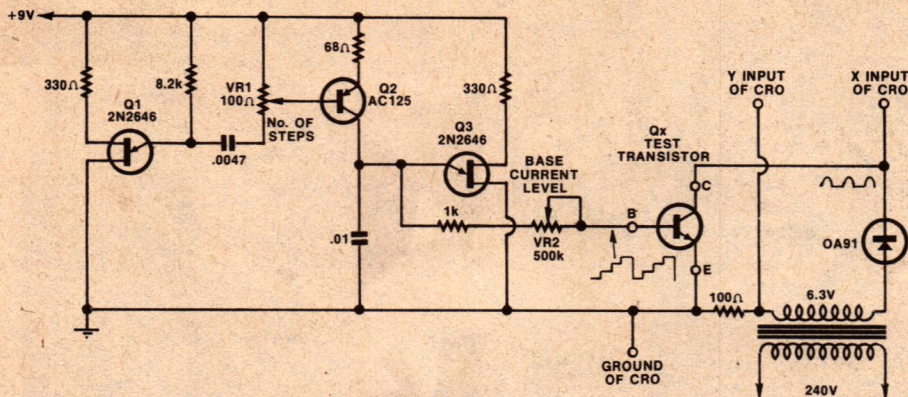 +9V
330Ω
8.2k
VR1
100Ω
No. OF
STEPS
68Ω
Q2
AC125
330Ω
Q1
2N2646
.0047
Q3
2N2646
BASE
CURRENT
LEVEL
Qx
TEST
TRANSISTOR
Y INPUT
OF CRO
X INPUT
OF CRO
C
B
E
.01
1k
VR2
500k
OA91
100Ω
6.3V
GROUND
OF CRO
240V